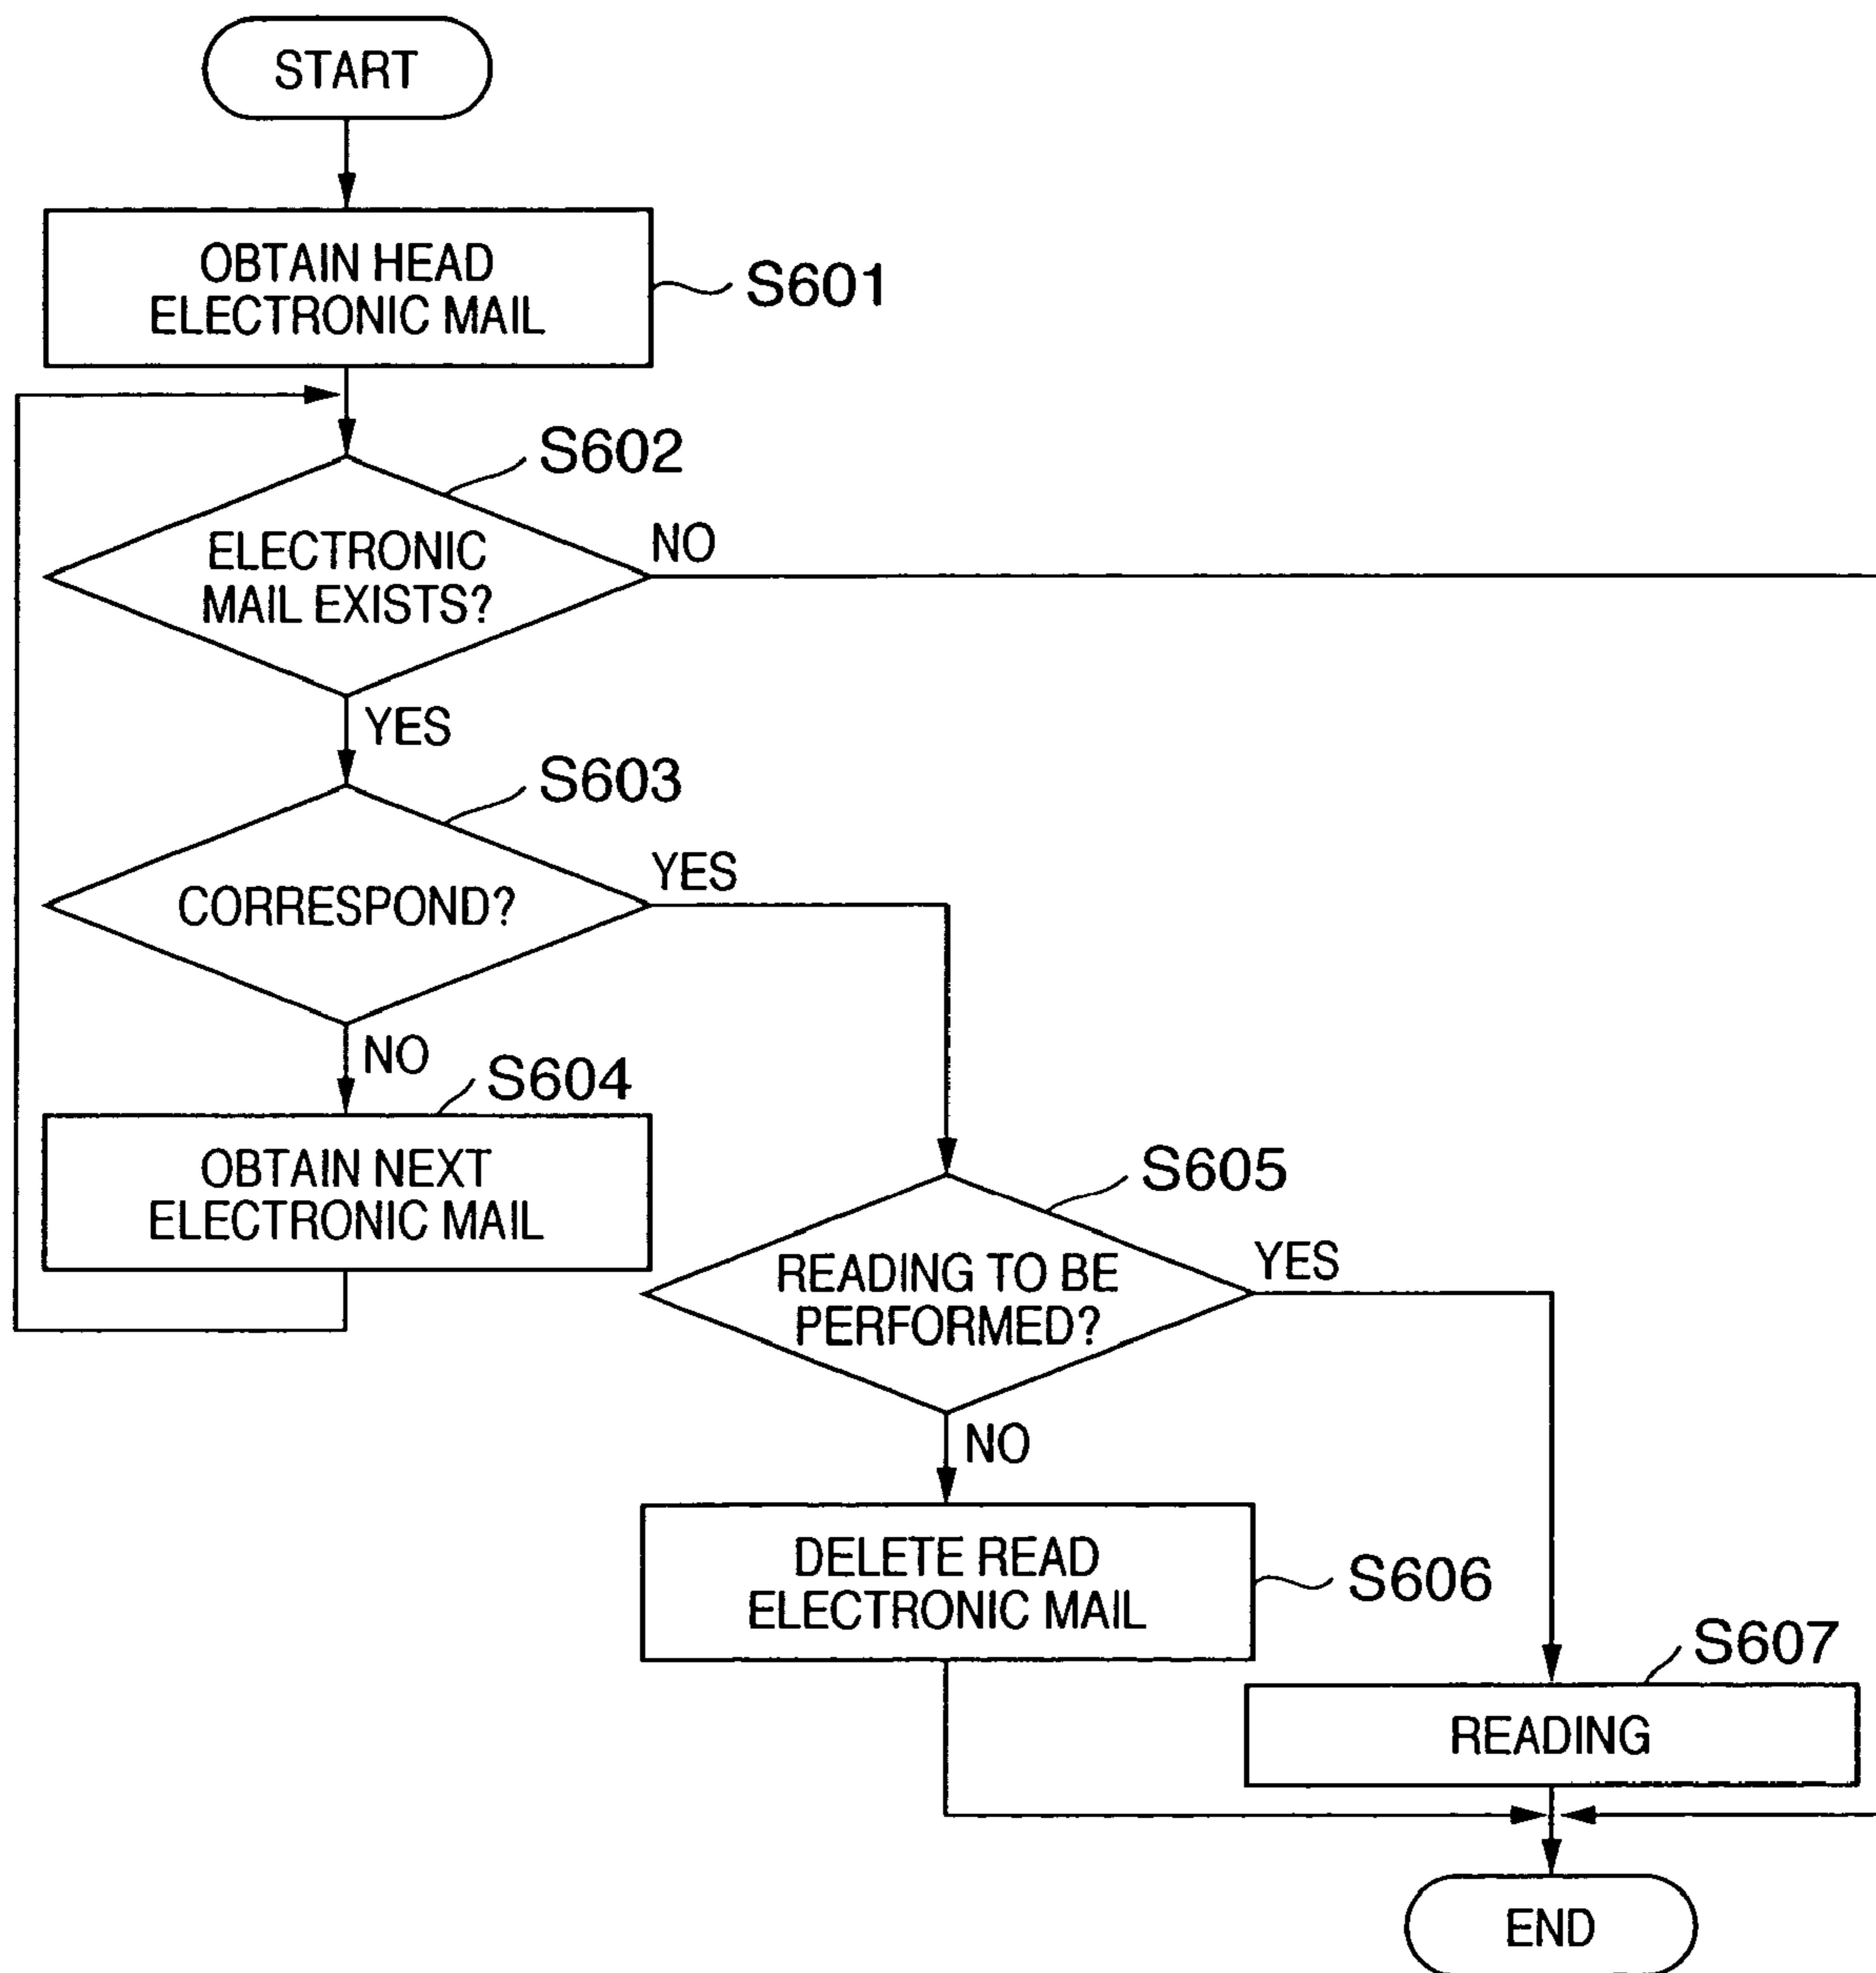 START
OBTAIN HEAD
ELECTRONIC MAIL
S601
S602
ELECTRONIC
MAIL EXISTS?
NO
YES
S603
CORRESPOND?
YES
NO
S604
OBTAIN NEXT
ELECTRONIC MAIL
S605
READING TO BE
PERFORMED?
YES
NO
DELETE READ
ELECTRONIC MAIL
S606
S607
READING
END